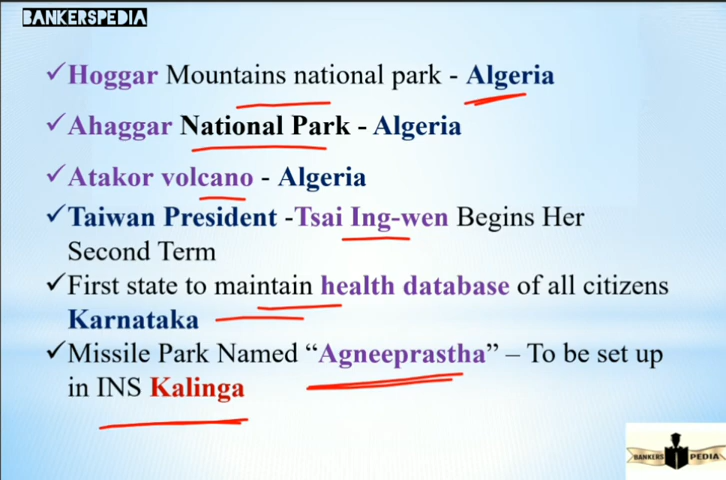 BANKERSPEDIA
✓Hoggar Mountains national park - Algeria
✓Ahaggar National Park - Algeria
✓Atakor volcano - Algeria
✓Taiwan President -Tsai Ing-wen Begins Her
Second Term
✓First state to maintain health database of all citizens
Karnataka
✓Missile Park Named “Agneeprastha” – To be set up
in INS Kalinga
BANKERS PEDIA